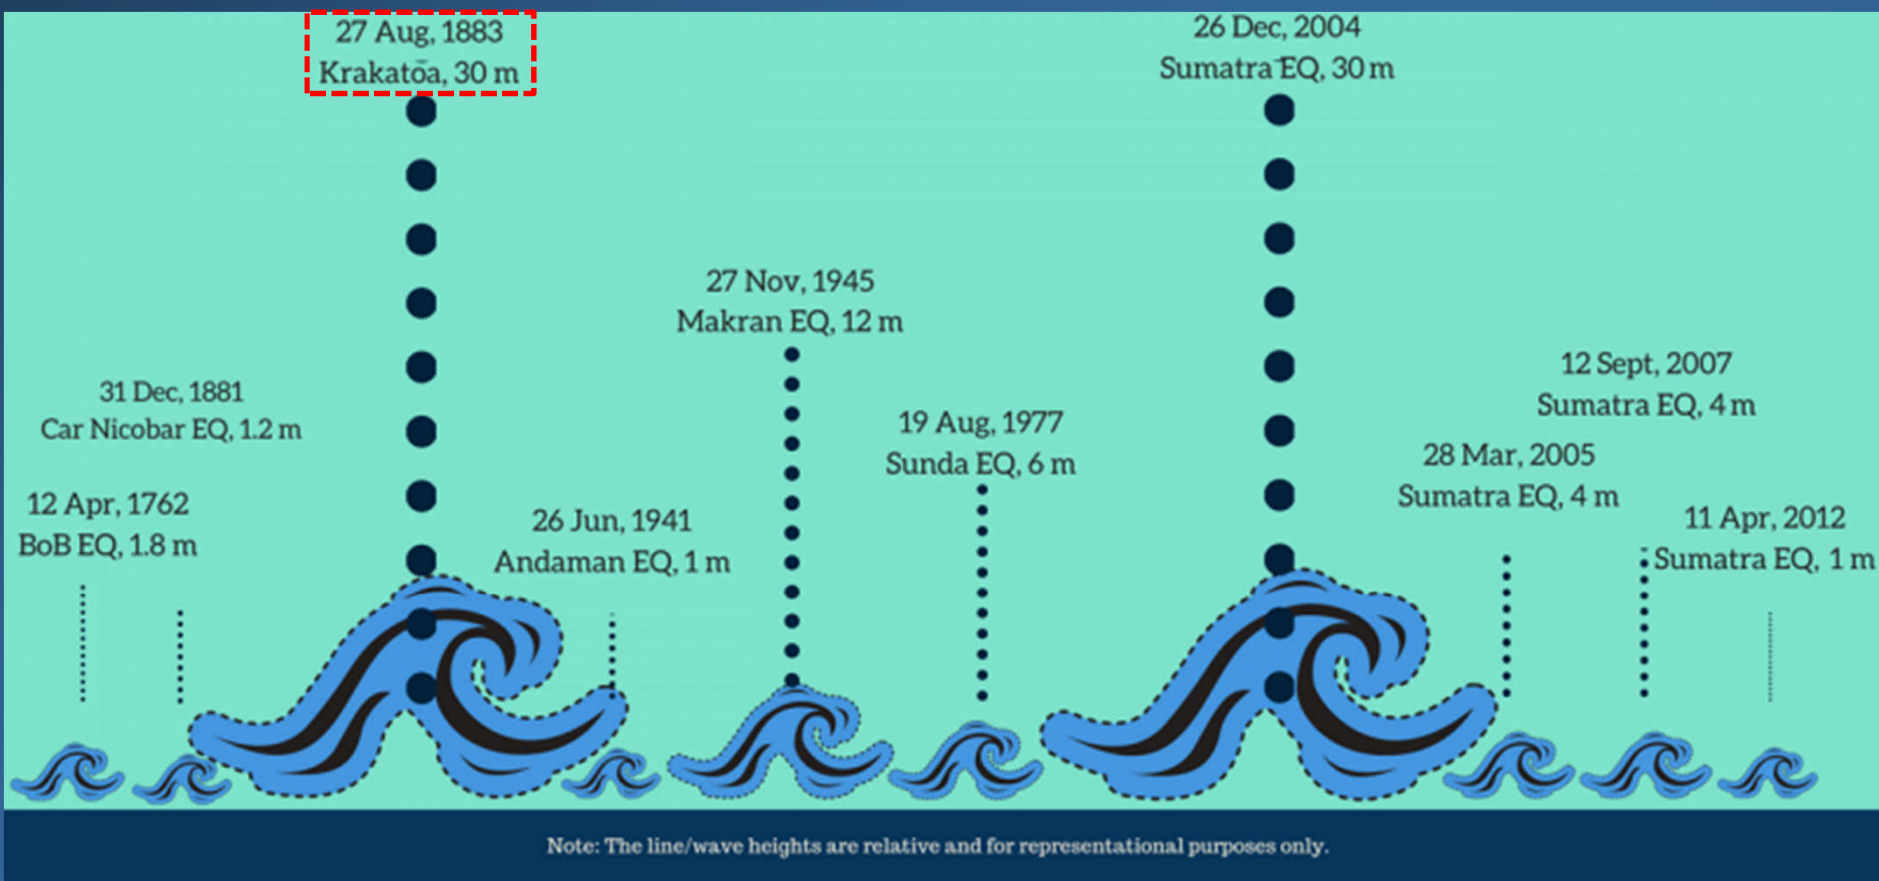 27 Aug, 1883
Krakatoa, 30 m
26 Dec, 2004
Sumatra EQ, 30 m
27 Nov, 1945
Makran EQ, 12 m
12 Sept, 2007
Sumatra EQ, 4 m
31 Dec, 1881
Car Nicobar EQ, 1.2 m
19 Aug, 1977
Sunda EQ, 6 m
28 Mar, 2005
Sumatra EQ, 4 m
12 Apr, 1762
BoB EQ, 1.8 m
26 Jun, 1941
Andaman EQ, 1 m
11 Apr, 2012
Sumatra EQ, 1 m
Note: The line/wave heights are relative and for representational purposes only.